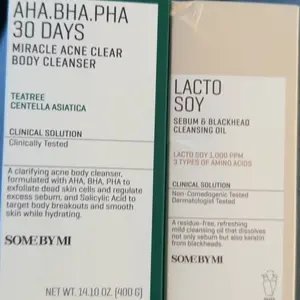 AHA.BHA.PHA
30 DAYS
MIRACLE ACNE CLEAR
BODY CLEANSER
TEATREE
CENTELLA ASIATICA
CLINICAL SOLUTION
Clinically Tested
A clarifying acne body cleanser,
formulated with AHA, BHA, PHA to
exfoliate dead skin cells and regulate
excess sebum, and Salicylic Acid to
target body breakouts and smooth
skin while hydrating.
SOME BY MI
NET WT. 14.10 OZ. (400 G)
LACTO
SOY
SEBUM & BLACKHEAD
CLEANSING OIL
LACTO SOY 1,000 PPM
3 TYPES OF AMINO ACIDS
CLINICAL SOLUTION
Non-Comedogenic Tested
Dermatologist Tested
A residue-free, refreshing
mild cleansing oil that dissolves
not only sebum but also keratin
from blackheads
SOME BY MI